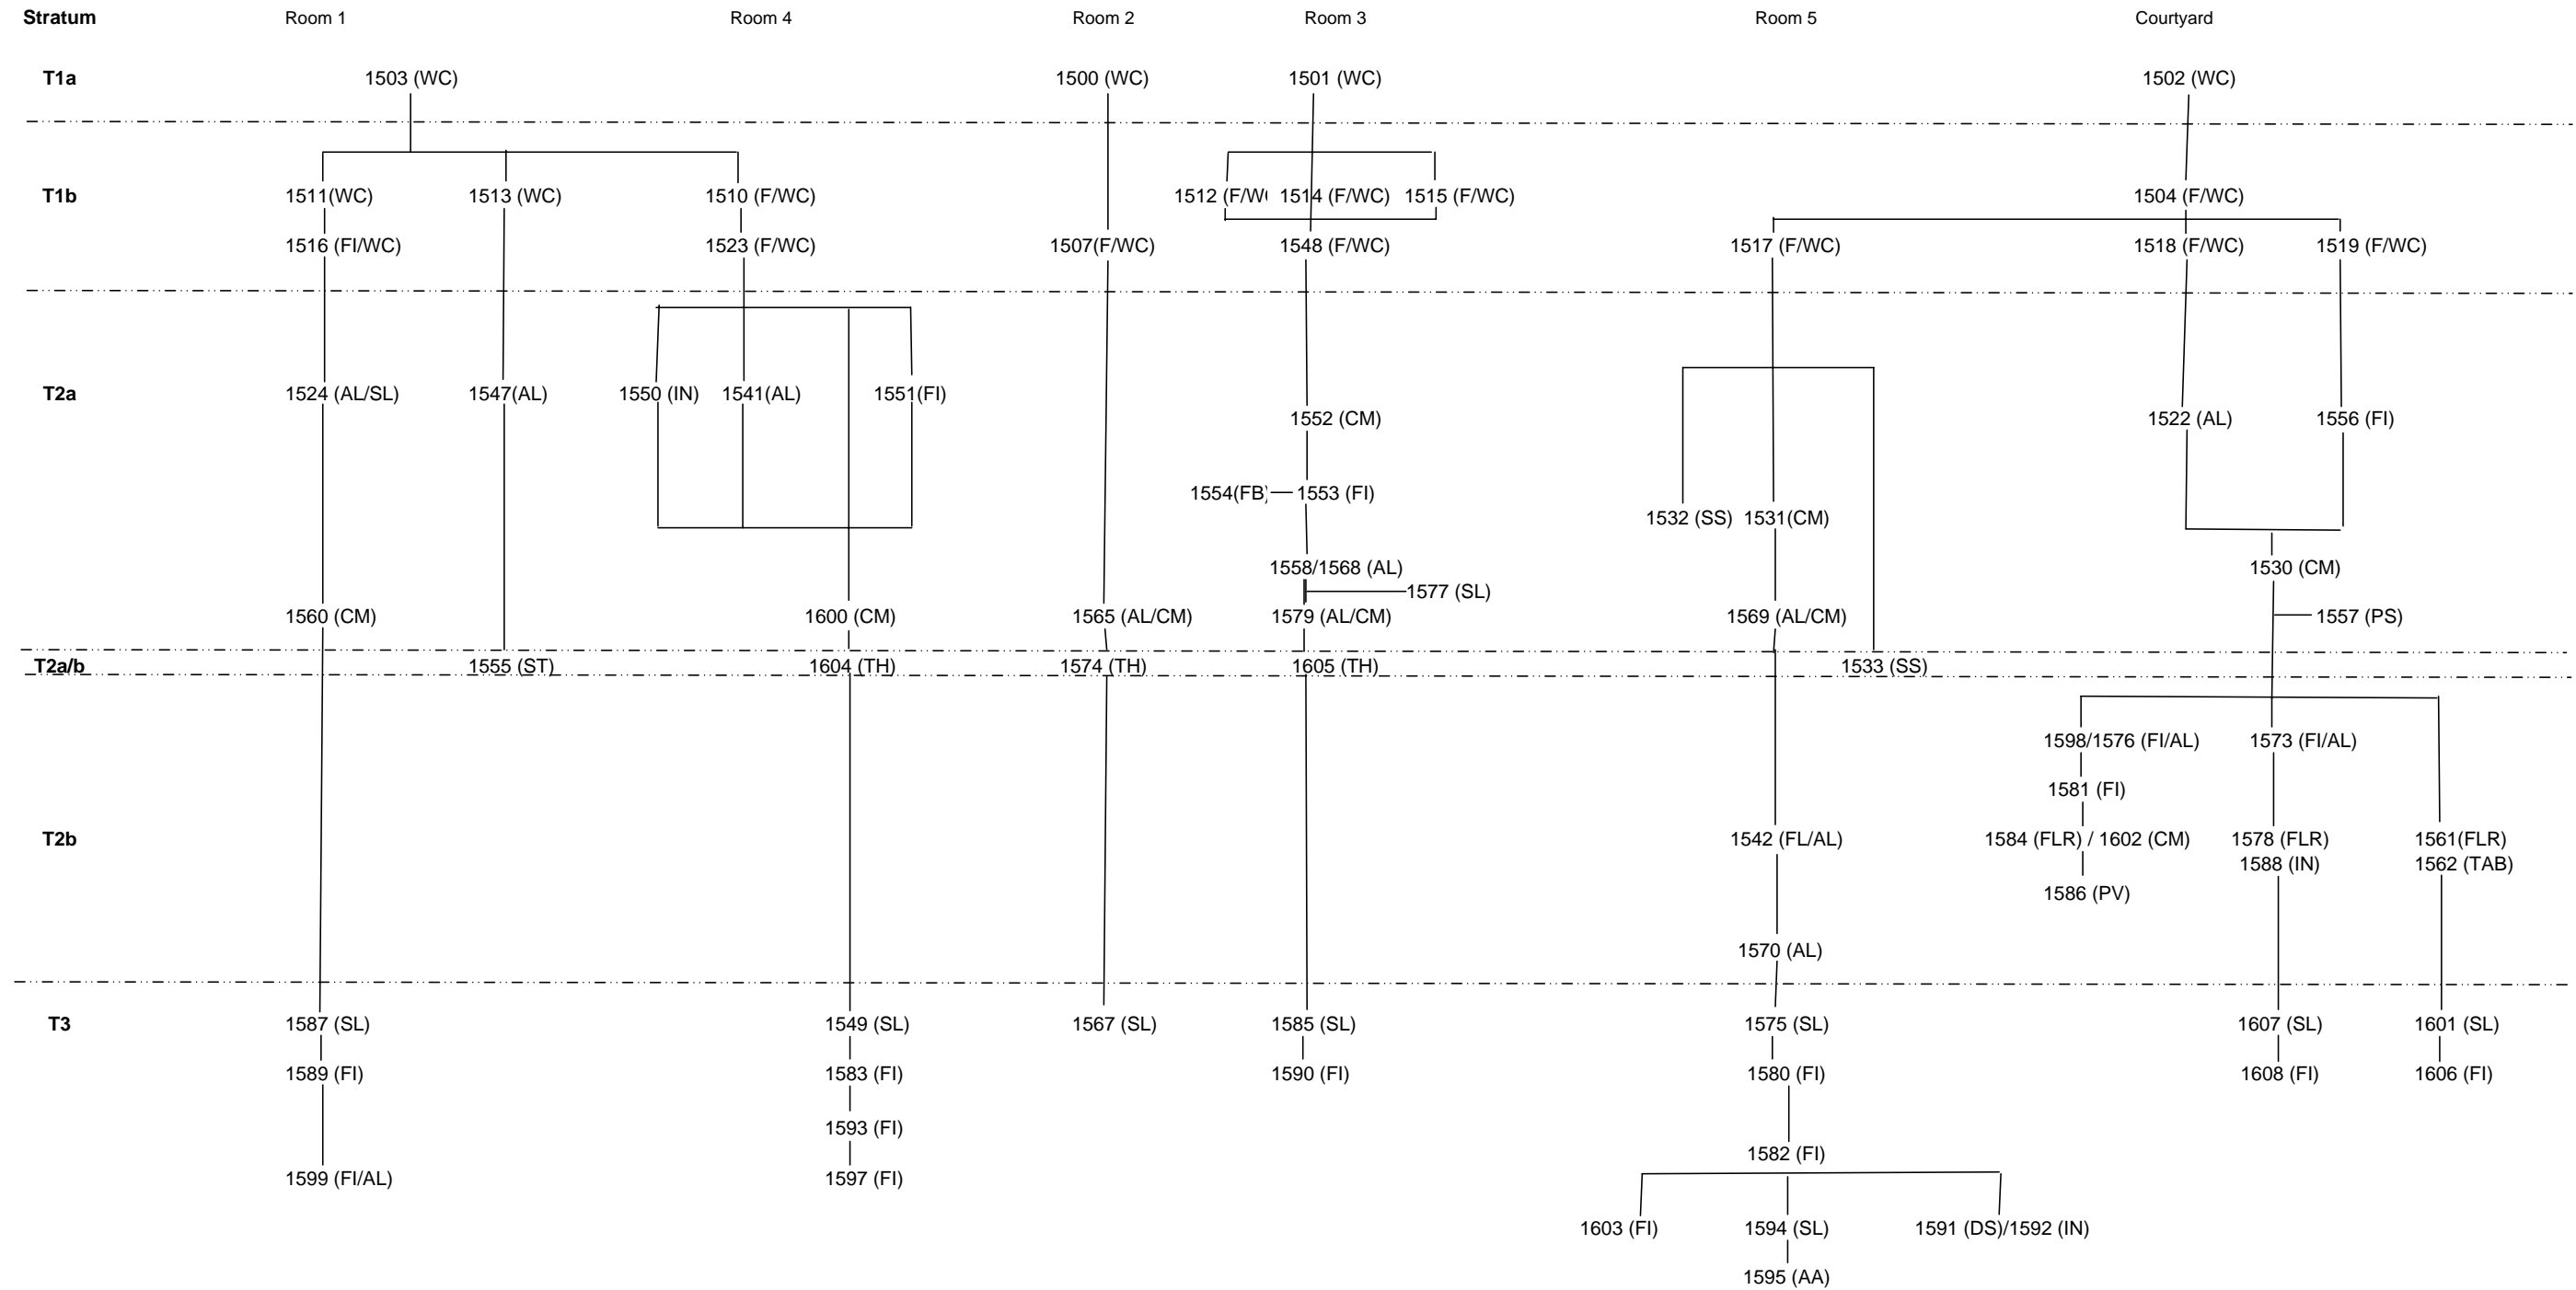 Stratum Room 1 Room 4 Room 2 Room 3 Room 5 Courtyard
T1a 1503 (WC) 1500 (WC) 1501 (WC) 1502 (WC)
T1b 1511(WC) 1513 (WC) 1510 (F/WC) 1512 (F/W( 1514 (F/WC) 1515 (F/WC) 1504 (F/WC)
1516 (FI/WC) 1523 (F/WC) 1507(F/WC) 1548 (F/WC) 1517 (F/WC) 1518 (F/WC) 1519 (F/WC)
T2a 1524 (AL/SL) 1547(AL) 1550 (IN) 1541(AL) 1551(FI)
1552 (CM) 1522 (AL) 1556 (FI)
1554(FB) 1553 (FI)
1532 (SS) 1531(CM)
1558/1568 (AL) 1530 (CM)
1577 (SL)
1560 (CM) 1600 (CM) 1565 (AL/CM) 1579 (AL/CM) 1569 (AL/CM) 1557 (PS)
T2a/b 1555 (ST) 1604 (TH) 1574 (TH) 1605 (TH) 1533 (SS)
1598/1576 (FI/AL) 1573 (FI/AL)
1581 (FI)
T2b 1542 (FL/AL) 1584 (FLR) / 1602 (CM) 1578 (FLR) 1561(FLR)
1588 (IN) 1562 (TAB)
1586 (PV)
1570 (AL)
T3 1587 (SL) 1549 (SL) 1567 (SL) 1585 (SL) 1575 (SL) 1607 (SL) 1601 (SL)
1589 (FI) 1583 (FI) 1590 (FI) 1580 (FI) 1608 (FI) 1606 (FI)
1593 (FI)
1582 (FI)
1599 (FI/AL) 1597 (FI)
1603 (FI) 1594 (SL) 1591 (DS)/1592 (IN)
1595 (AA)